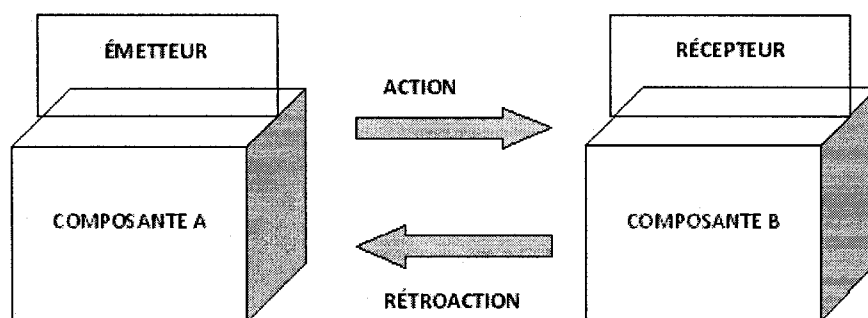 ÉMETTEUR
RÉCEPTEUR
ACTION
COMPOSANTE A
COMPOSANTE B
RÉTROACTION